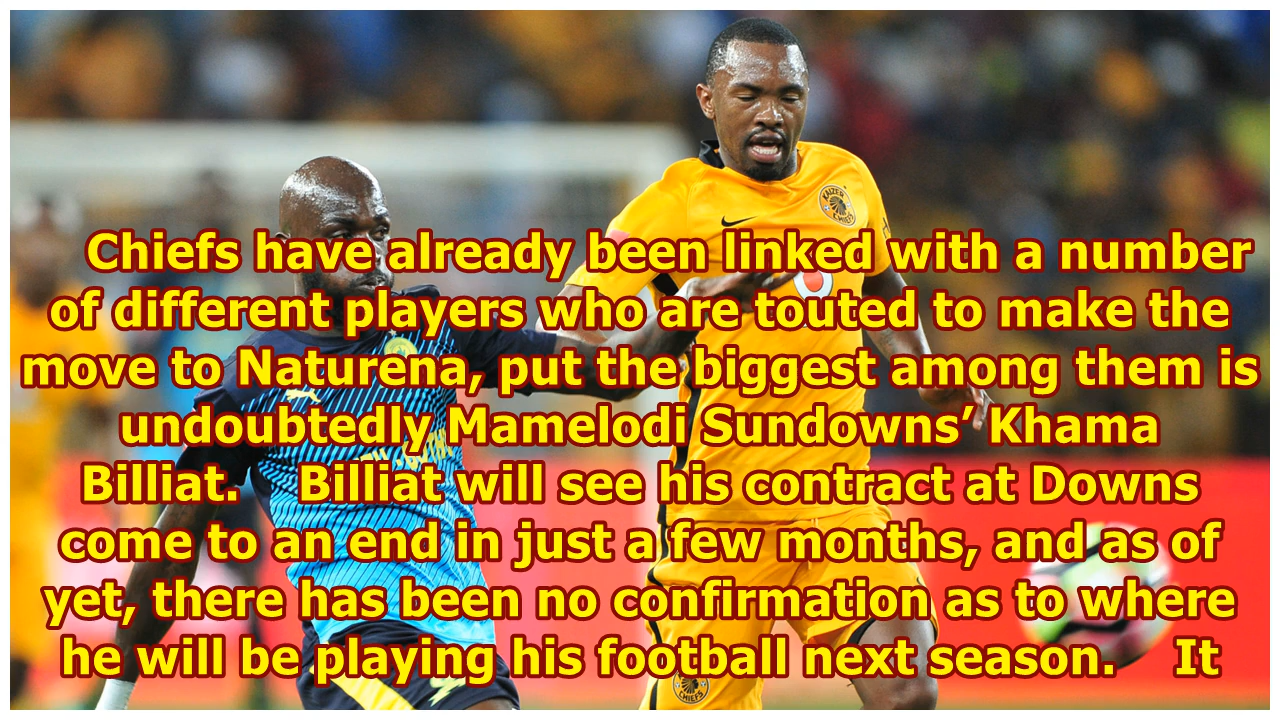 KAIZER
CHIEFS
Chiefs have already been linked with a number
of different players who are touted to make the
move to Naturena, put the biggest among them is
undoubtedly Mamelodi Sundowns’ Khama
Billiat. Billiat will see his contract at Downs
come to an end in just a few months, and as of
yet, there has been no confirmation as to where
he will be playing his football next season. It
CHIEFS